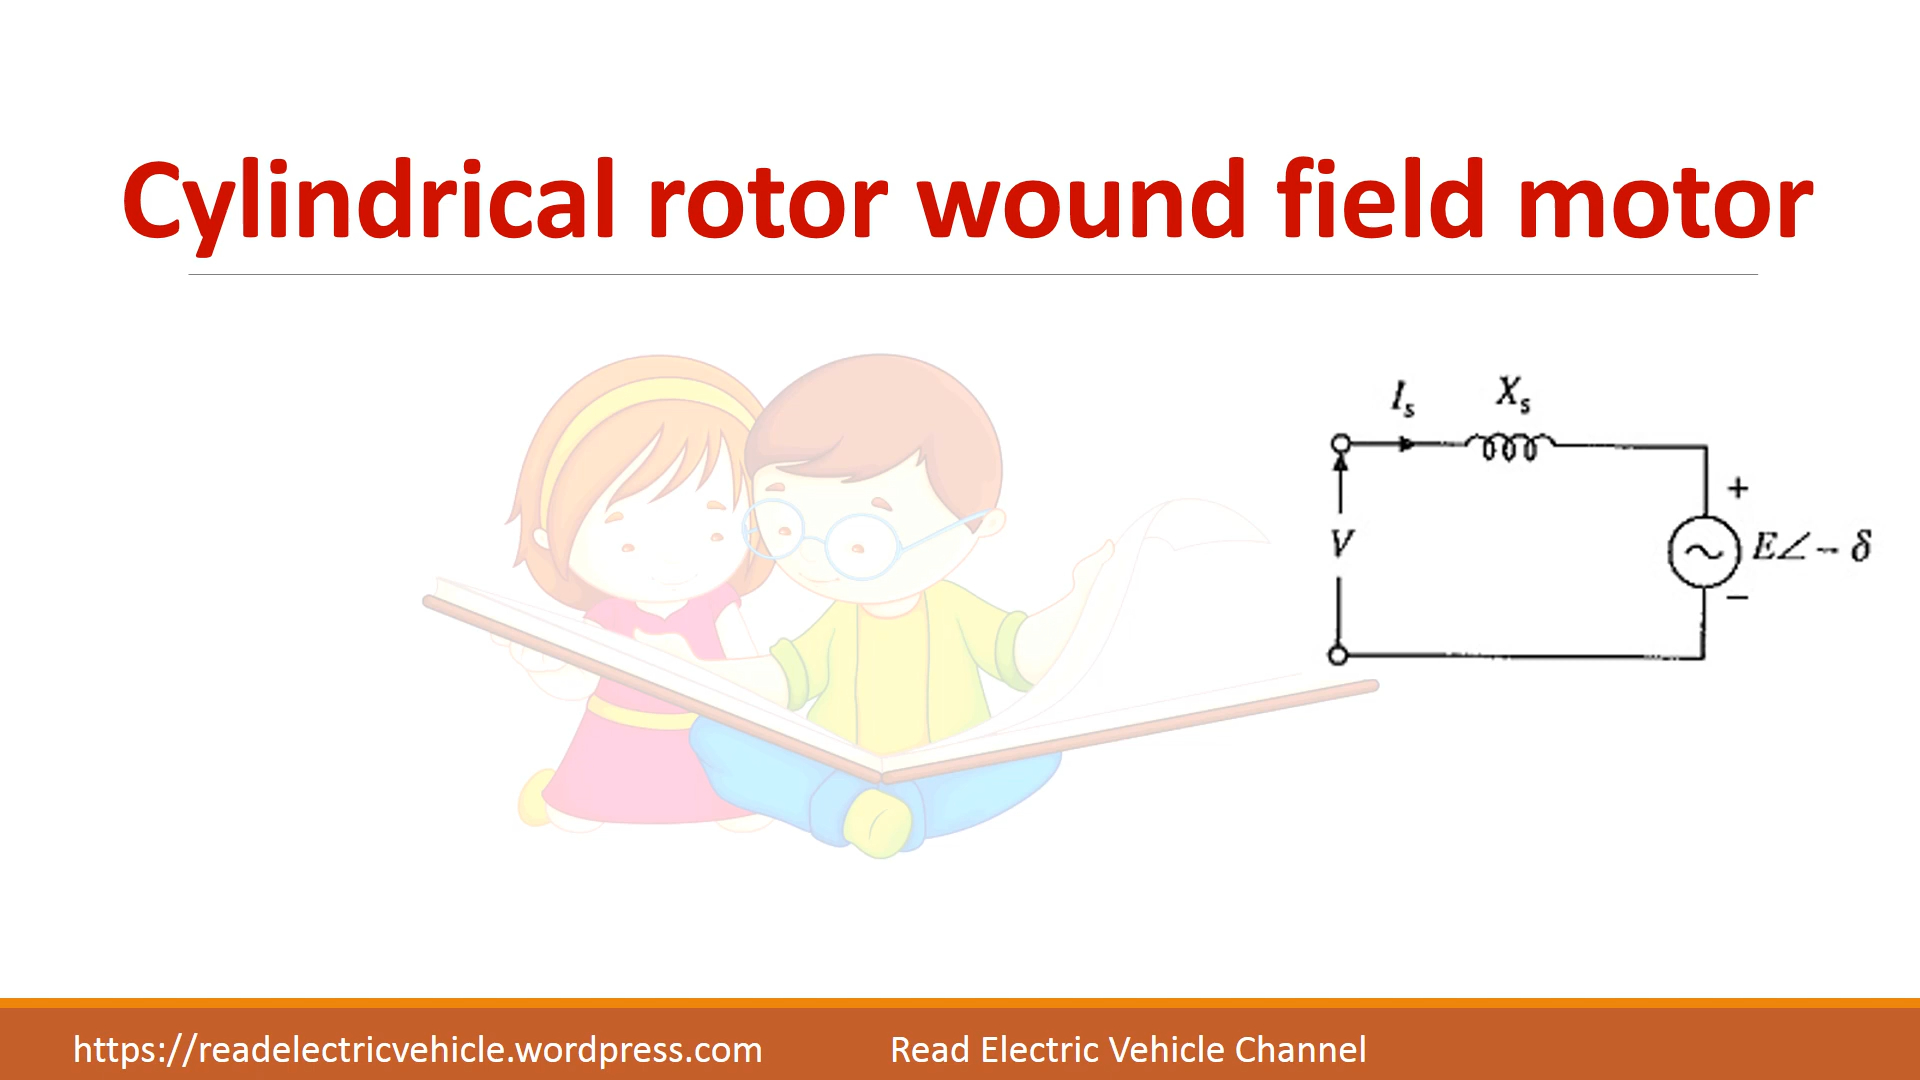 Cylindrical rotor wound field motor
Is
Xs
+
V
E∠ - δ
−
https://readelectricvehicle.wordpress.com
Read Electric Vehicle Channel